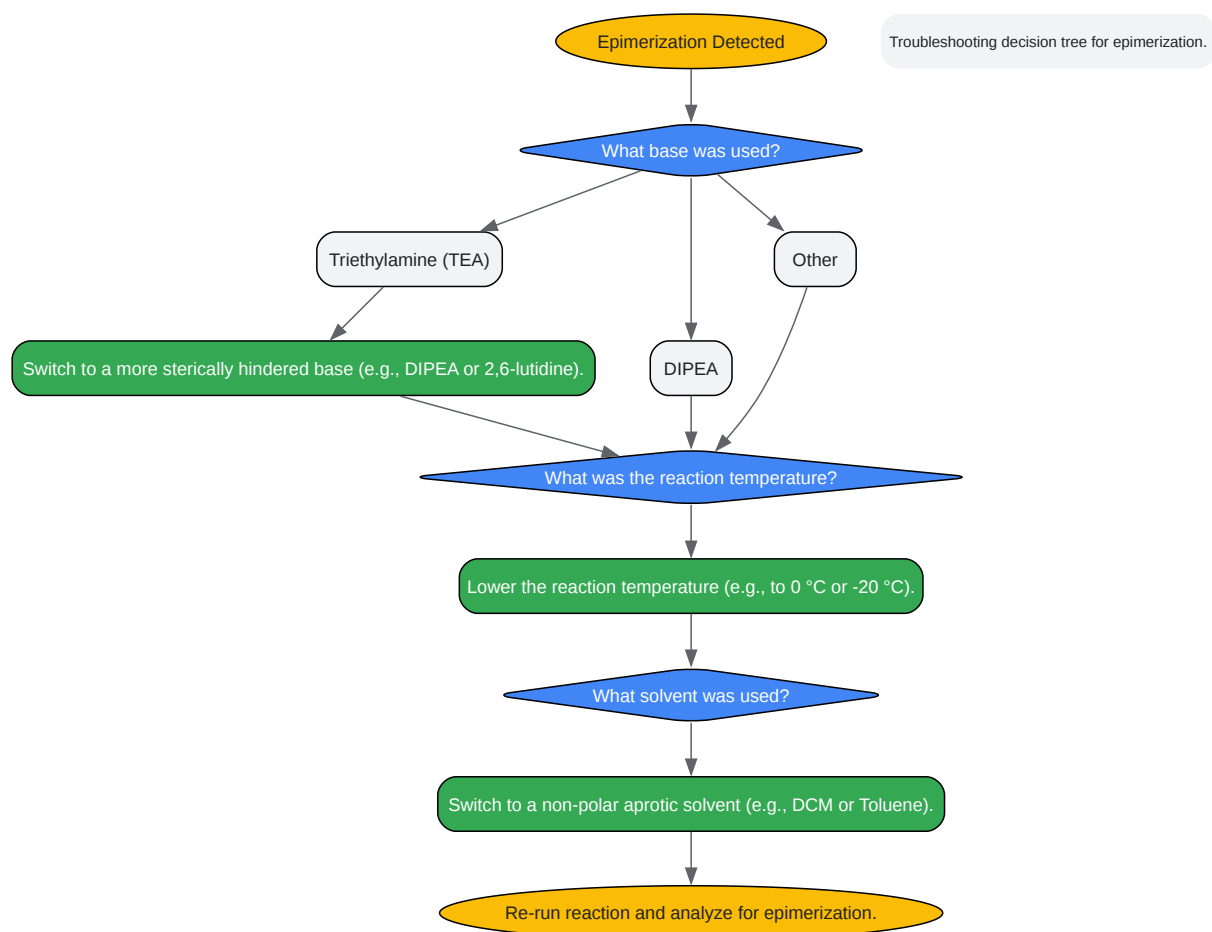 Epimerization Detected
Troubleshooting decision tree for epimerization.
What base was used?
Triethylamine (TEA)
Other
Switch to a more sterically hindered base (e.g., DIPEA or 2,6-lutidine).
DIPEA
What was the reaction temperature?
Lower the reaction temperature (e.g., to 0 °C or -20 °C).
What solvent was used?
Switch to a non-polar aprotic solvent (e.g., DCM or Toluene).
Re-run reaction and analyze for epimerization.